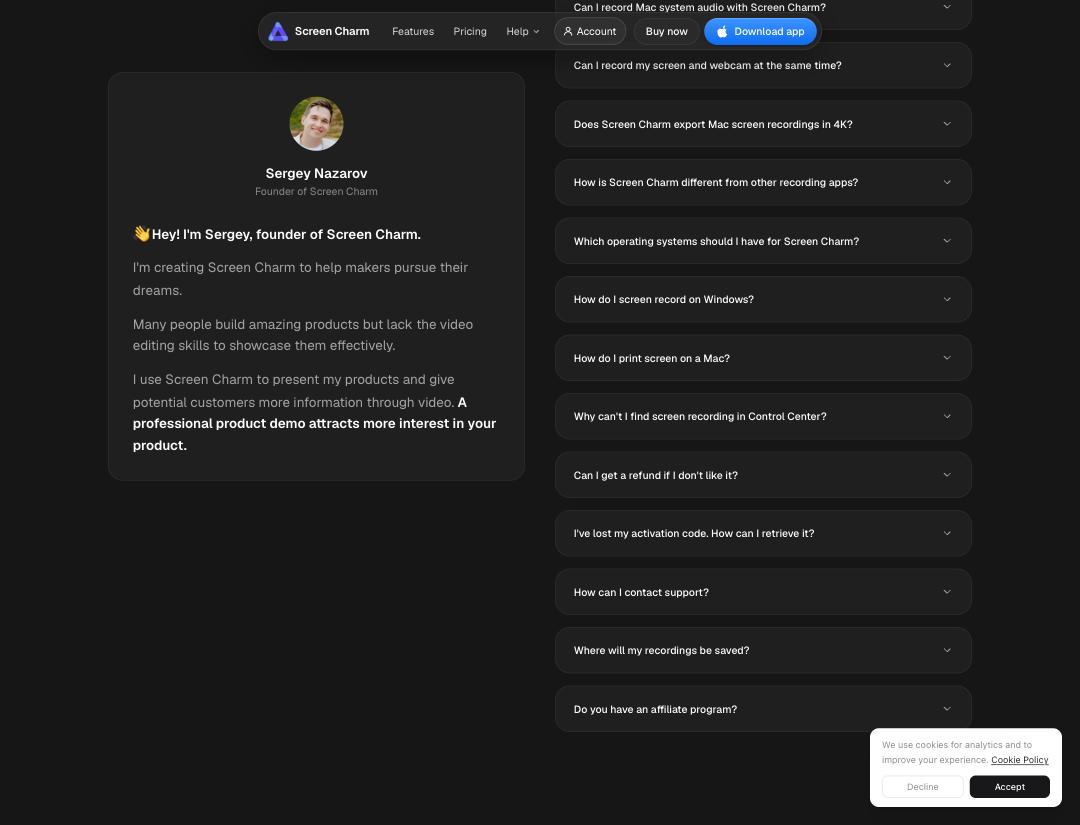 Can I record Mac system audio with Screen Charm?
Screen Charm
Features
Pricing
Help
Account
Buy now
Download app
Sergey Nazarov
Founder of Screen Charm
👋Hey! I'm Sergey, founder of Screen Charm.
I'm creating Screen Charm to help makers pursue their
dreams.
Many people build amazing products but lack the video
editing skills to showcase them effectively.
I use Screen Charm to present my products and give
potential customers more information through video. A
professional product demo attracts more interest in your
product.
Can I record my screen and webcam at the same time?
Does Screen Charm export Mac screen recordings in 4K?
How is Screen Charm different from other recording apps?
Which operating systems should I have for Screen Charm?
How do I screen record on Windows?
How do I print screen on a Mac?
Why can't I find screen recording in Control Center?
Can I get a refund if I don't like it?
I've lost my activation code. How can I retrieve it?
How can I contact support?
Where will my recordings be saved?
Do you have an affiliate program?
We use cookies for analytics and to
improve your experience. Cookie Policy
Decline
Accept